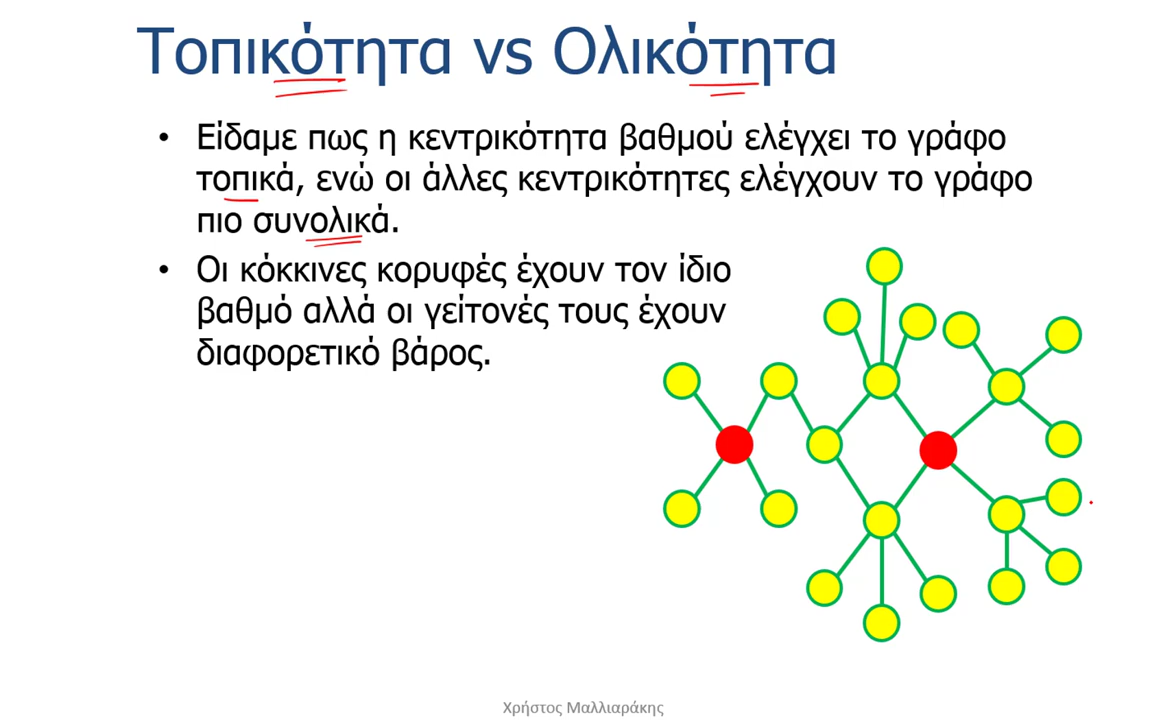 Τοπικότητα vs Ολικότητα
• Είδαμε πως η κεντρικότητα βαθμού ελέγχει το γράφο
τοπικά, ενώ οι άλλες κεντρικότητες ελέγχουν το γράφο
πιο συνολικά.
• Οι κόκκινες κορυφές έχουν τον ίδιο
βαθμό αλλά οι γείτονές τους έχουν
διαφορετικό βάρος.
Χρήστος Μαλλιαράκης